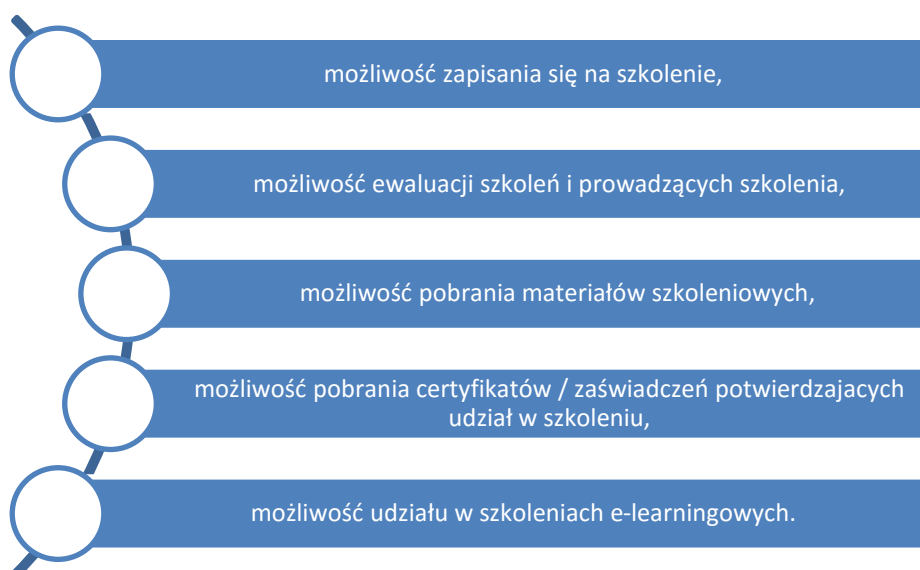 możliwość zapisania się na szkolenie,
możliwość ewaluacji szkoleń i prowadzących szkolenia,
możliwość pobrania materiałów szkoleniowych,
możliwość pobrania certyfikatów / zaświadczeń potwierdzajacych
udział w szkoleniu,
możliwość udziału w szkoleniach e-learningowych.